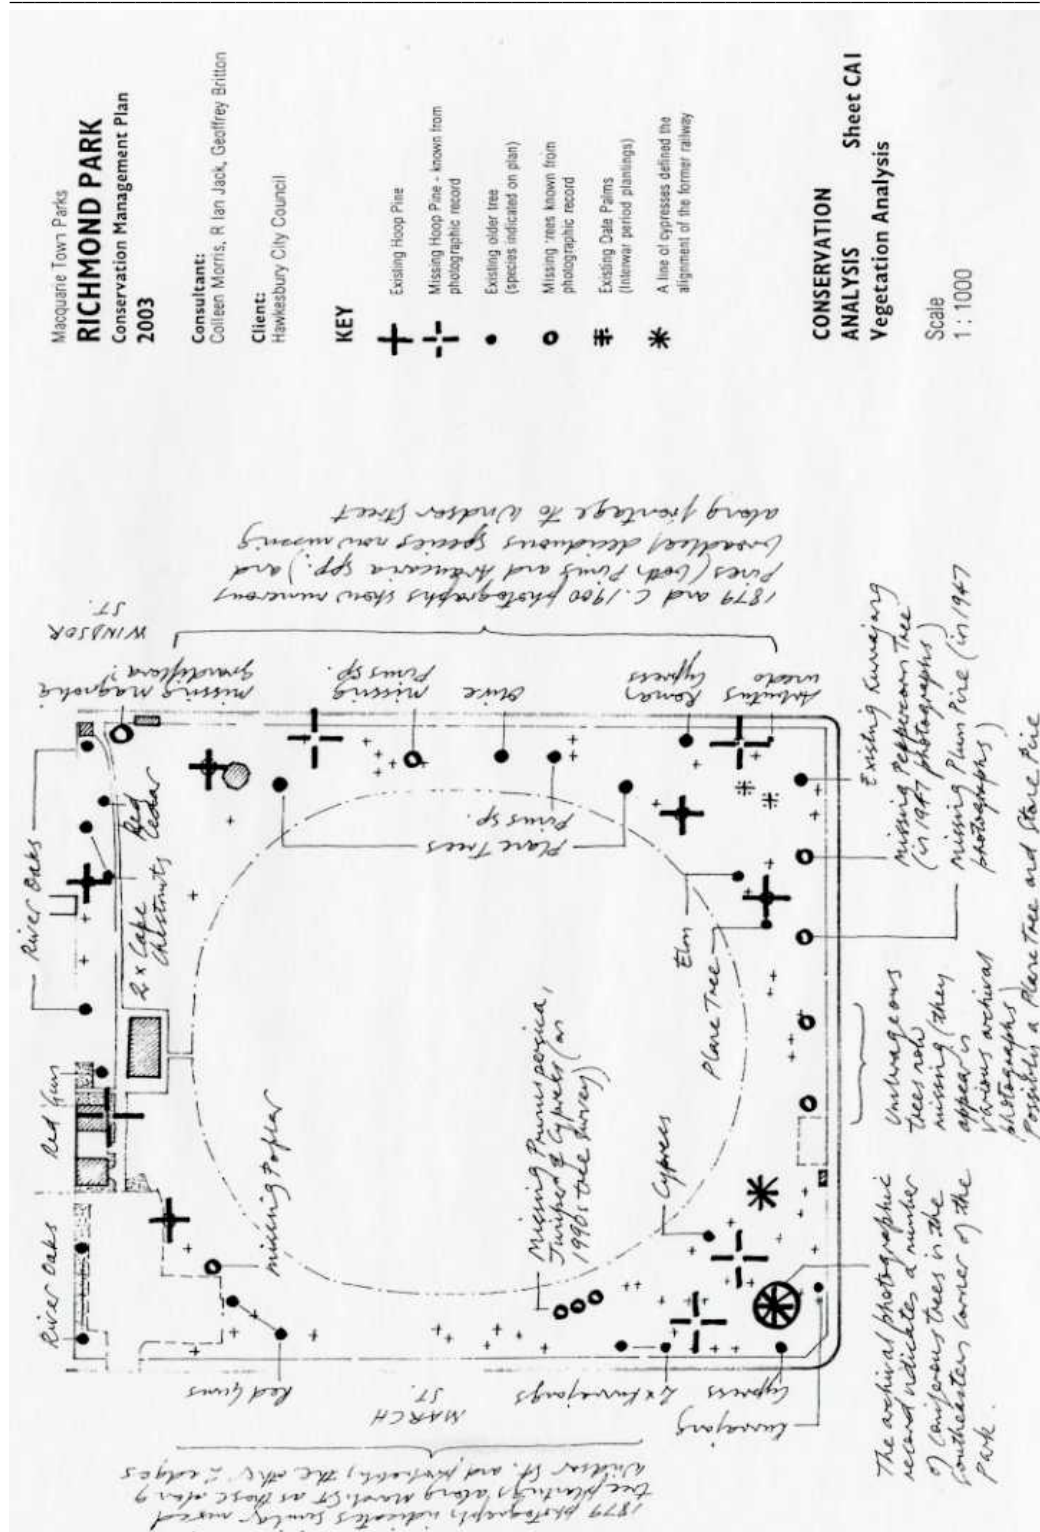 Macquarie Town Parks
RICHMOND PARK
Conservation Management Plan
2003
Consultant:
Colleen Morris, R Ian Jack, Geoffrey Britton
Client:
Hawkesbury City Council
KEY
Existing Hoop Pine
Missing Hoop Pine - known from
photographic record
Existing older tree
(species indicated on plan)
Missing trees known from
photographic record
Existing Date Palms
(Interwar period plantings)
A line of cypresses defined the
alignment of the former railway
CONSERVATION
ANALYSIS Sheet CA1
Vegetation Analysis
Scale
1 : 1000
1879 and c.1900 photographs show numerous
Pines (both Pinus and Araucaria spp.) and
broadleaf deciduous species now missing
along frontage to Windsor Street
WINDSOR
ST.
missing magnolia
grandiflora?
missing
Pinus sp.
Olive
Roman
Cypress
Arbutus
unedo
River Oaks
Red
Cedar
2 x Cape
Chestnuts
Red Gum
River Oaks
Plane Trees
Pinus sp.
Elm
Plane Tree
missing Poplar
Missing Prunus persica,
Juniper & Cypress (as
1990s tree survey)
Cypress
Existing Kurrajong
Missing Peppercorn Tree
(in 1947 photographs)
Missing Plum Pine (in 1947
photographs)
Umbrageous
trees now
missing (they
appear in
various archival
photographs)
Possibly a Plane Tree and Stone Pine
The archival photographic
record indicates a number
of coniferous trees in the
southeastern corner of the
Park.
Red Gums
MARCH
ST.
2 x Kurrajongs
Cypress
Kurrajong
1879 photograph indicates similar mixed
tree plantings along March St as those along
Windsor St. and the other 2 edges